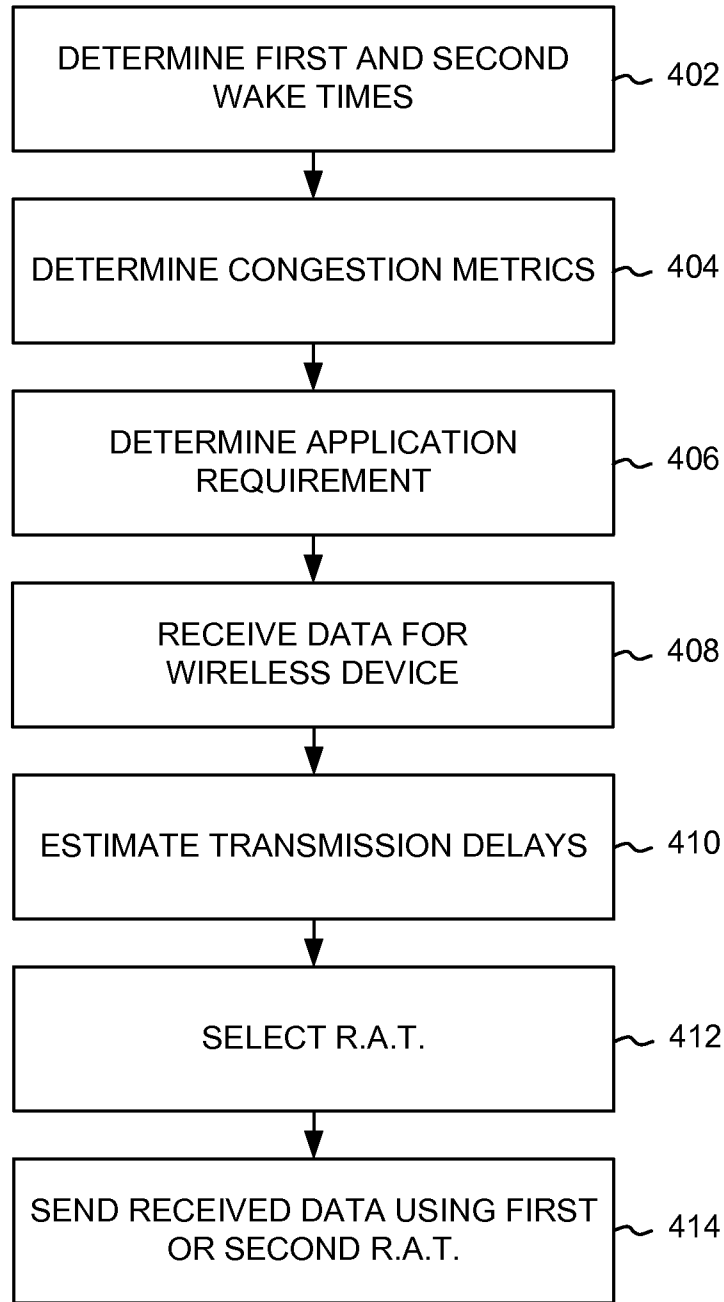 DETERMINE FIRST AND SECOND
WAKE TIMES
402
DETERMINE CONGESTION METRICS
404
DETERMINE APPLICATION
REQUIREMENT
406
RECEIVE DATA FOR
WIRELESS DEVICE
408
ESTIMATE TRANSMISSION DELAYS
410
SELECT R.A.T.
412
SEND RECEIVED DATA USING FIRST
OR SECOND R.A.T.
414